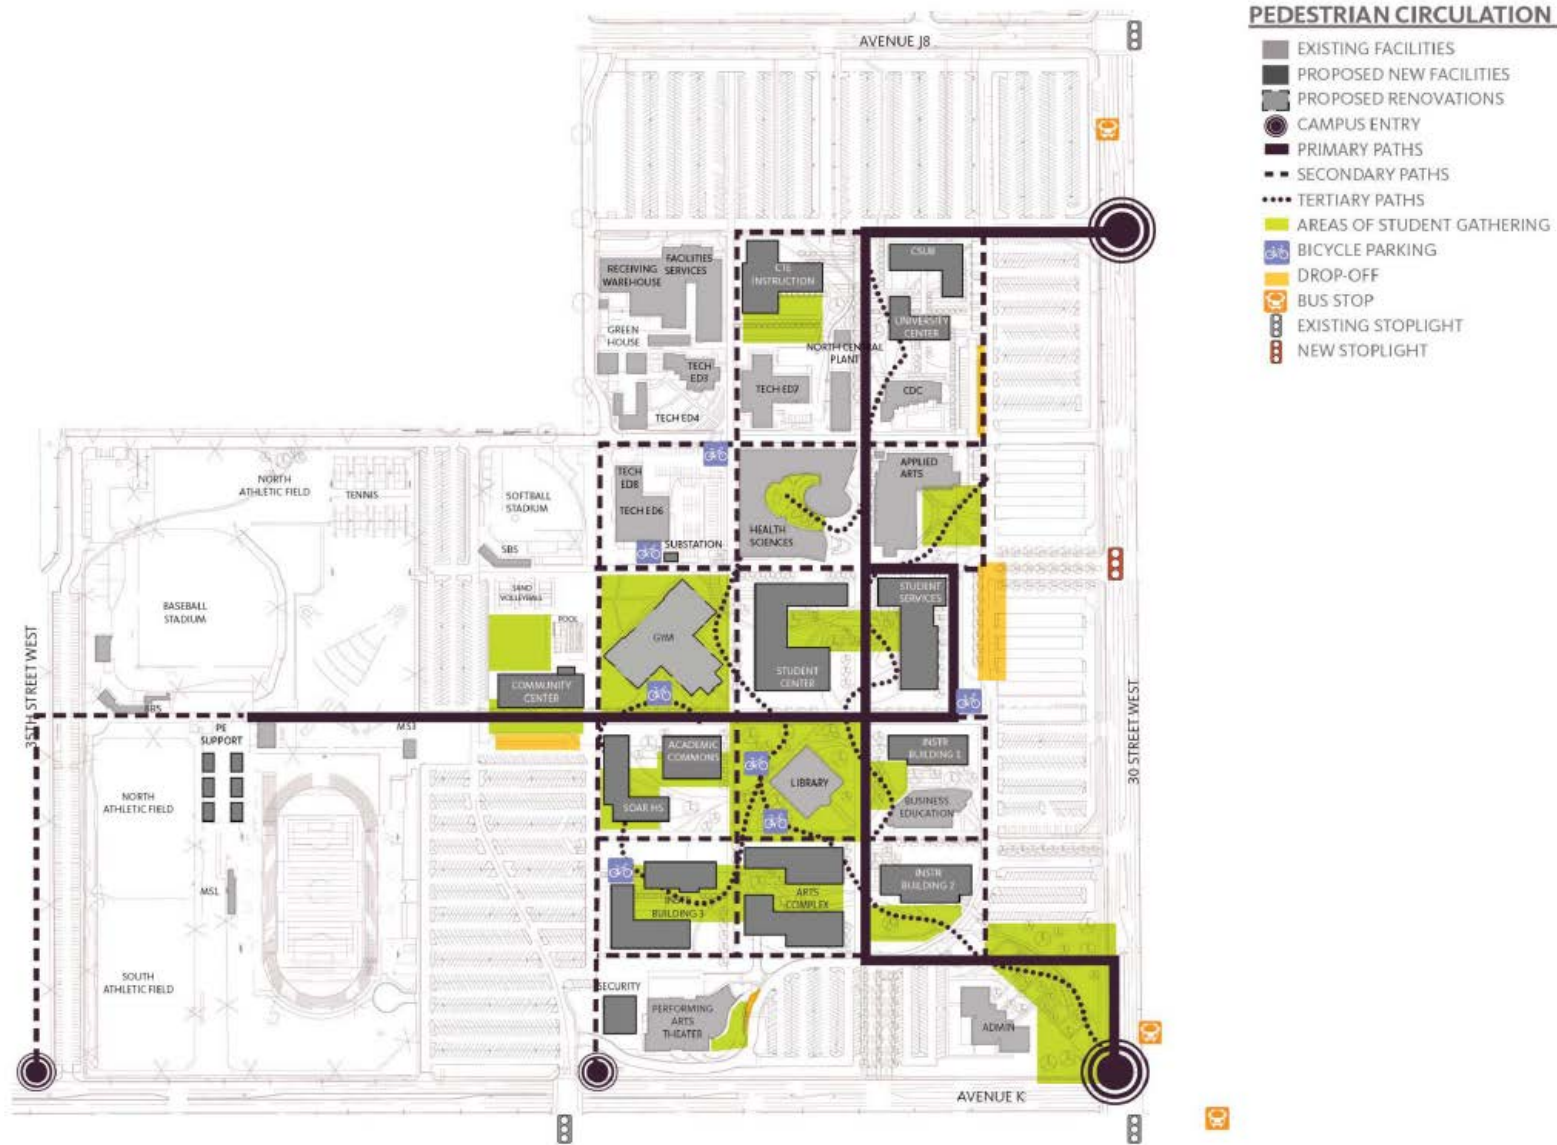 PEDESTRIAN CIRCULATION
EXISTING FACILITIES
PROPOSED NEW FACILITIES
PROPOSED RENOVATIONS
CAMPUS ENTRY
PRIMARY PATHS
SECONDARY PATHS
TERTIARY PATHS
AREAS OF STUDENT GATHERING
BICYCLE PARKING
DROP-OFF
BUS STOP
EXISTING STOPLIGHT
NEW STOPLIGHT
AVENUE J8
RECEIVING
WAREHOUSE
FACILITIES
SERVICES
CTE
INSTRUCTION
CSUB
UNIVERSITY
CENTER
GREEN
HOUSE
NORTH CENTRAL
PLANT
TECH
ED3
TECH ED7
CDC
TECH ED4
NORTH
ATHLETIC FIELD
TENNIS
SOFTBALL
STADIUM
TECH
ED8
TECH ED6
APPLIED
ARTS
HEALTH
SCIENCES
SBS
SUBSTATION
SAND
VOLLEYBALL
STUDENT
SERVICES
BASEBALL
STADIUM
POOL
GYM
STUDENT
CENTER
COMMUNITY
CENTER
35TH STREET WEST
30 STREET WEST
SBS
PE
SUPPORT
MS3
ACADEMIC
COMMONS
INSTR
BUILDING 1
LIBRARY
NORTH
ATHLETIC FIELD
SOAR HS
BUSINESS
EDUCATION
MS1
INSTR
BUILDING 3
ARTS
COMPLEX
INSTR
BUILDING 2
SOUTH
ATHLETIC FIELD
SECURITY
PERFORMING
ARTS
THEATER
ADMIN
AVENUE K